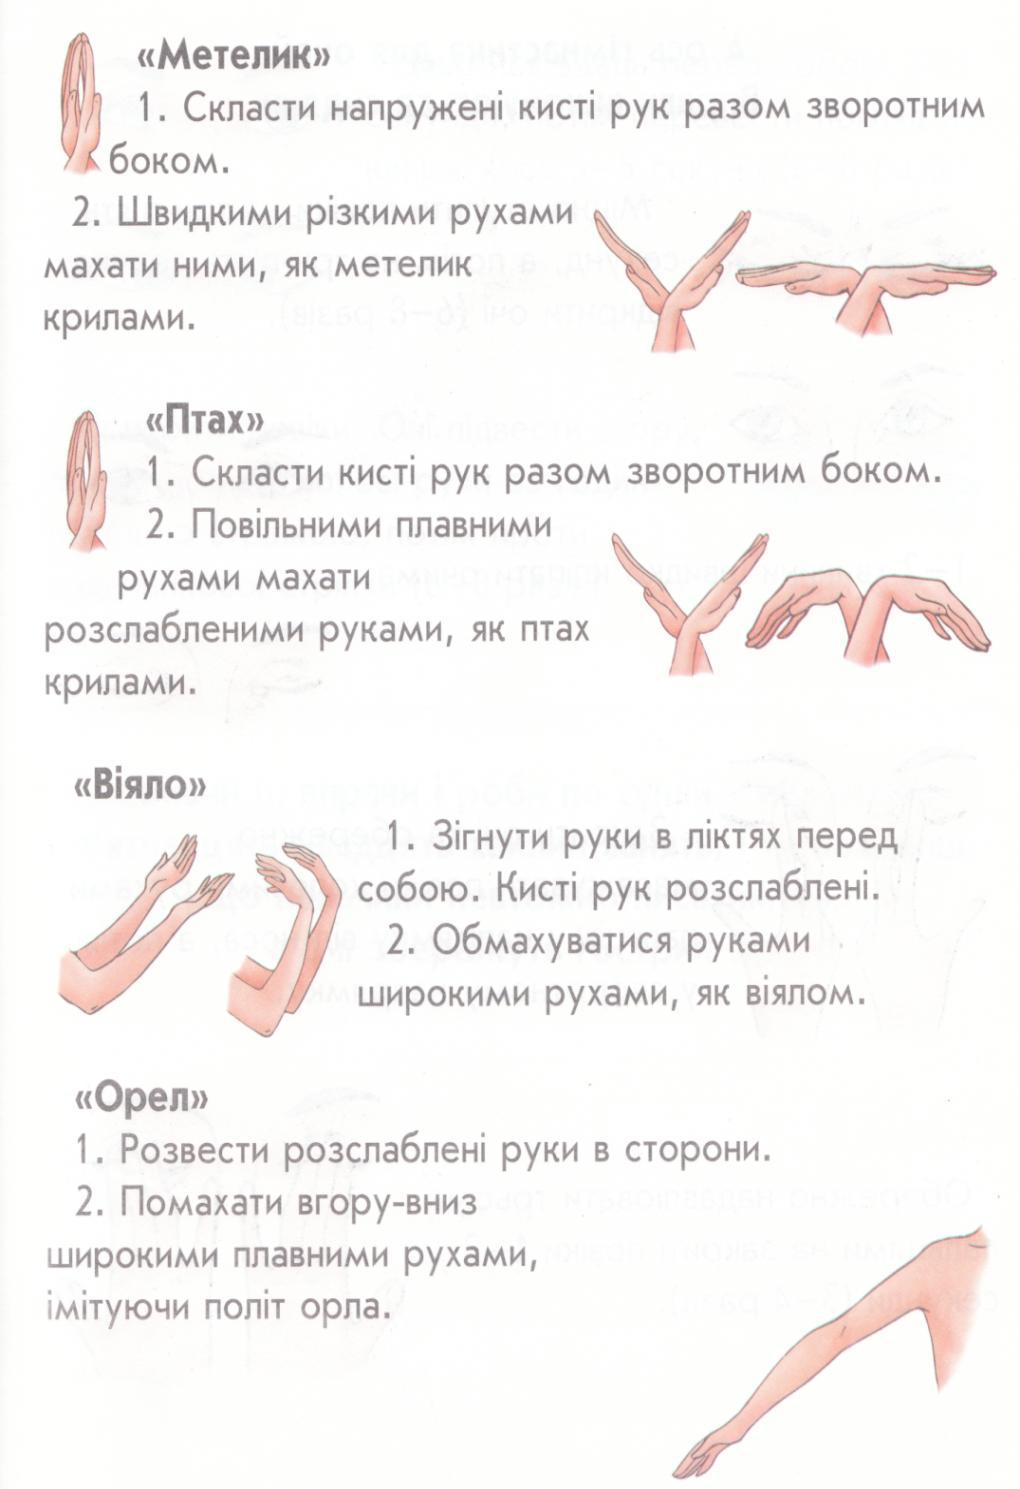 «Метелик»
1. Скласти напружені кисті рук разом зворотним
боком.
2. Швидкими різкими рухами
махати ними, як метелик
крилами.
«Птах»
1. Скласти кисті рук разом зворотним боком.
2. Повільними плавними
рухами махати
розслабленими руками, як птах
крилами.
«Віяло»
1. Зігнути руки в ліктях перед
собою. Кисті рук розслаблені.
2. Обмахуватися руками
широкими рухами, як віялом.
«Орел»
1. Розвести розслаблені руки в сторони.
2. Помахати вгору-вниз
широкими плавними рухами,
імітуючи політ орла.